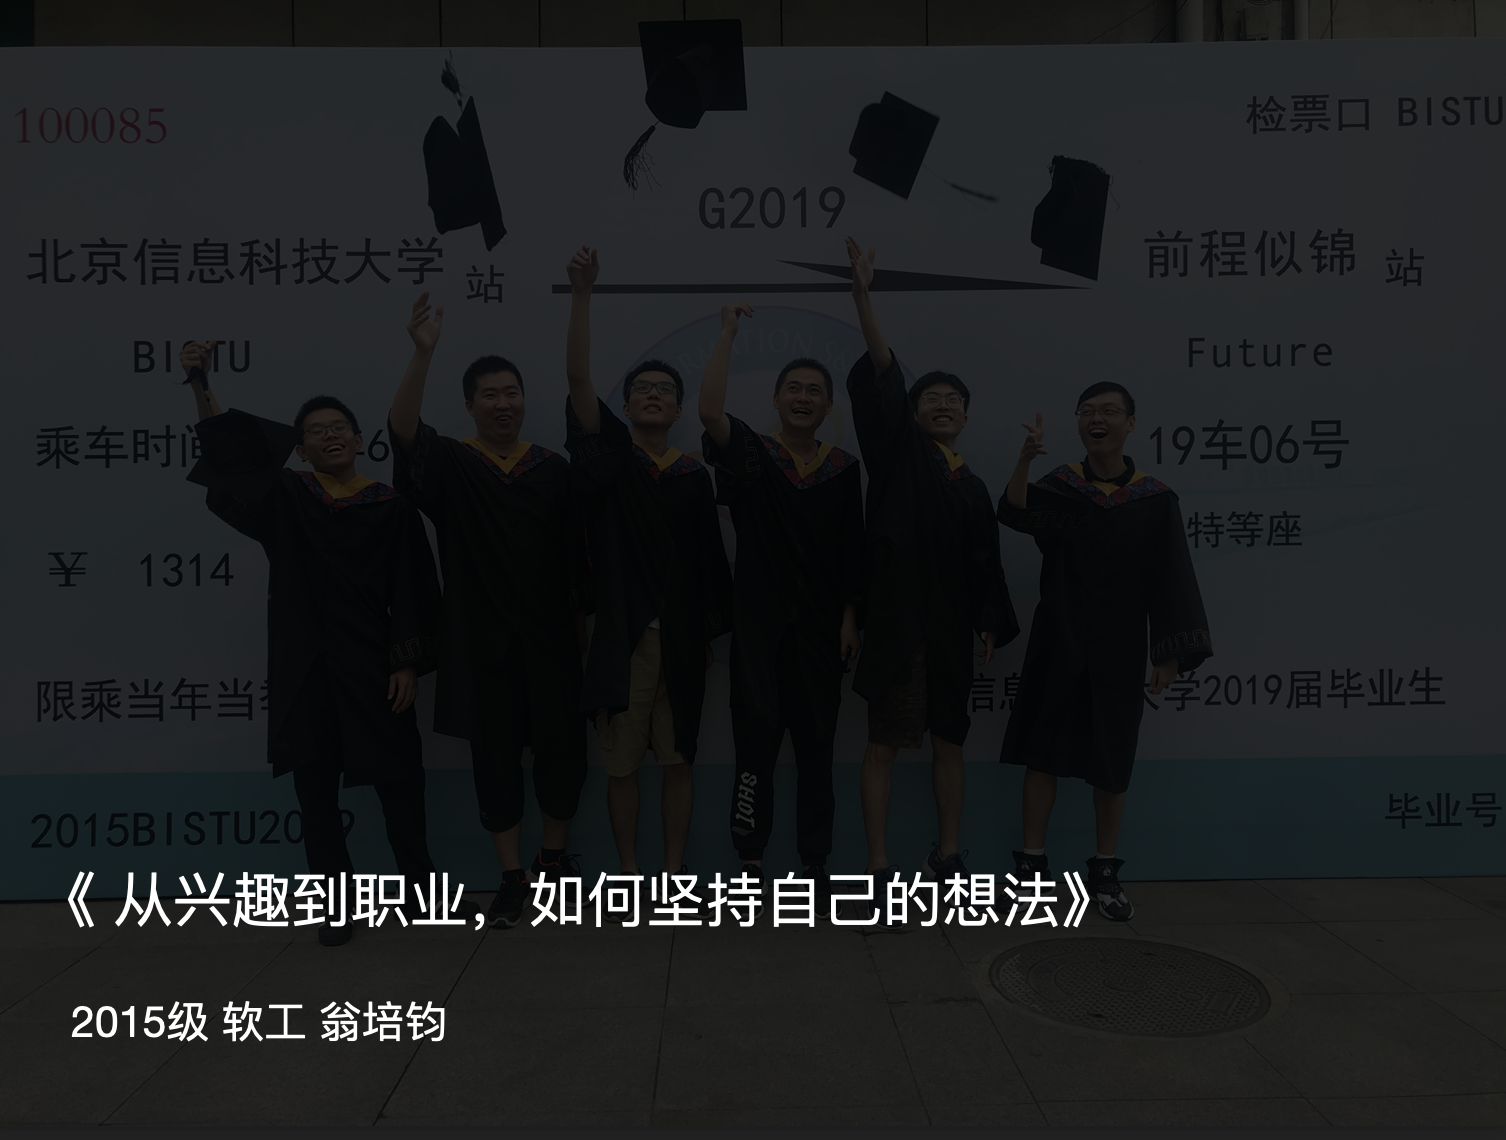 100085
检票口 BISTU
G2019
北京信息科技大学 站
前程似锦 站
BISTU
Future
乘车时
19车06号
特等座
¥ 1314
限乘当年当
大学2019届毕业生
2015BISTU20 9
毕业号
《 从兴趣到职业，如何坚持自己的想法》
2015级 软工 翁培钧